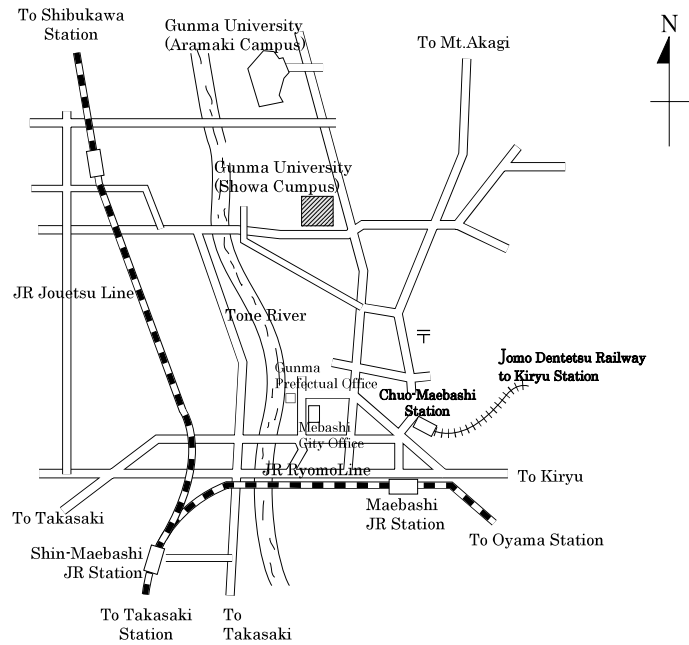 To Shibukawa
Station
Gunma University
(Aramaki Campus)
To Mt.Akagi
N
Gunma University
(Showa Cumpus)
JR Jouetsu Line
Tone River
〒
Jomo Dentetsu Railway
to Kiryu Station
Gunma
Prefectual Office
Chuo-Maebashi
Station
Mebashi
City Office
JR RyomoLine
To Kiryu
Maebashi
JR Station
To Takasaki
To Oyama Station
Shin-Maebashi
JR Station
To Takasaki
Station
To
Takasaki